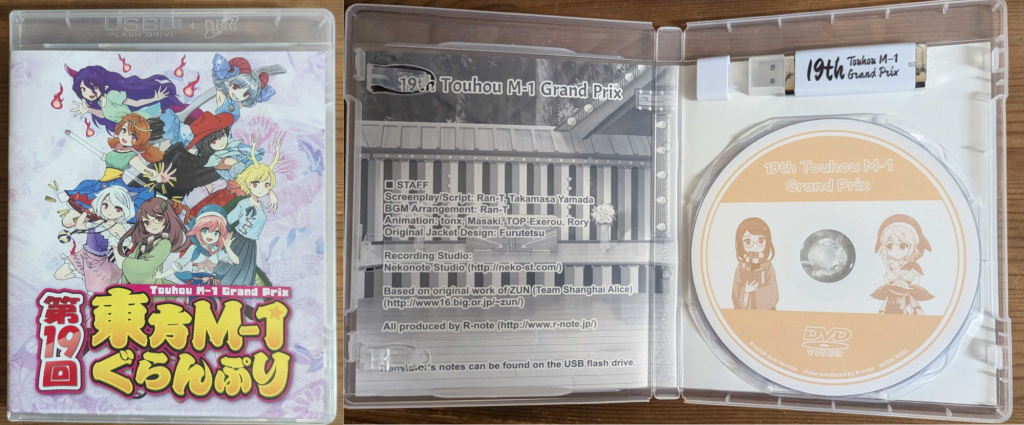 USB
FLASH DRIVE
+
Disc
Touhou M-1 Grand Prix
第19回
東方M-1
ぐらんぷり
19th Touhou M-1 Grand Prix
■ STAFF
Screenplay/Script: Ran-T, Takamasa Yamada
BGM Arrangement: Ran-T
Animation: tonx, Masaki, TOP-Exerou, Rory
Original Jacket Design: Furutetsu
Recording Studio:
Nekonote Studio (http://neko-st.com/)
Based on original work of ZUN (Team Shanghai Alice)
(http://www16.big.or.jp/~zun/)
All produced by R-note (http://www.r-note.jp/)
notes can be found on the USB flash drive.
19th Touhou M-1
Grand Prix
19th Touhou M-1
Grand Prix
DVD
VIDEO